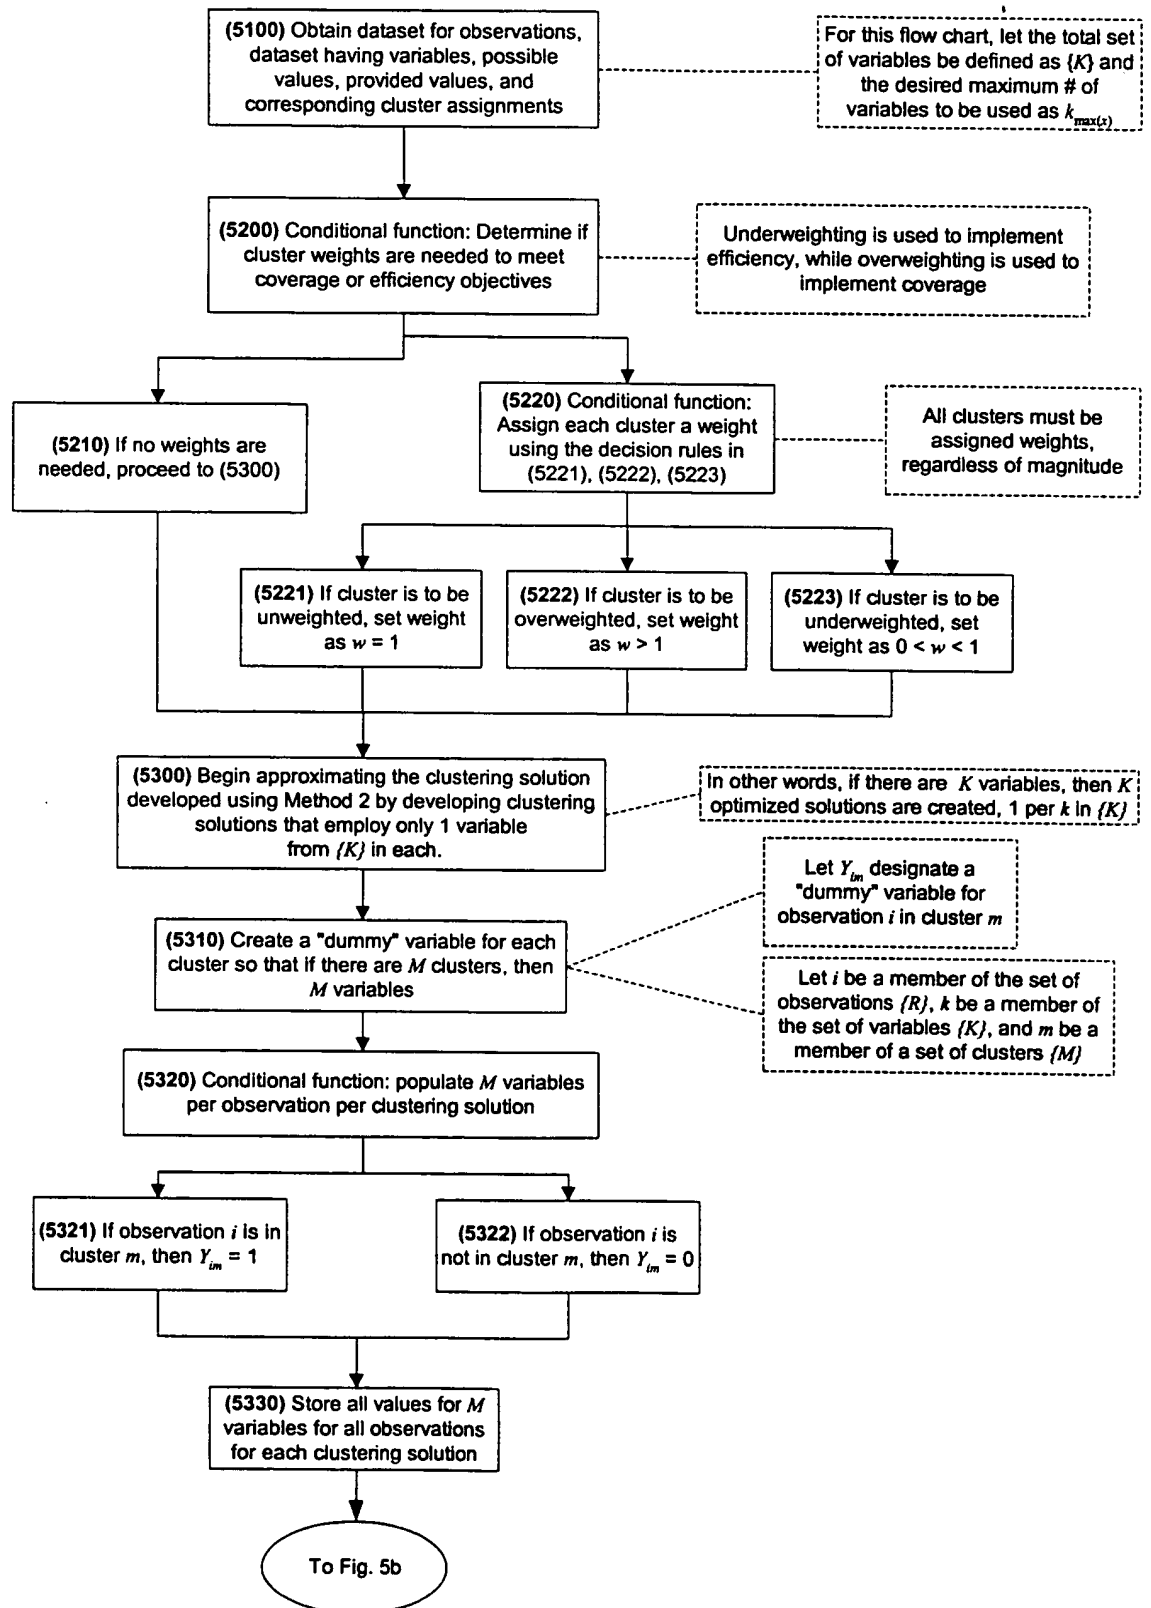 (5100) Obtain dataset for observations,
dataset having variables, possible
values, provided values, and
corresponding cluster assignments
For this flow chart, let the total set
of variables be defined as {K} and
the desired maximum # of
variables to be used as k_max(x)
(5200) Conditional function: Determine if
cluster weights are needed to meet
coverage or efficiency objectives
Underweighting is used to implement
efficiency, while overweighting is used to
implement coverage
(5210) If no weights are
needed, proceed to (5300)
(5220) Conditional function:
Assign each cluster a weight
using the decision rules in
(5221), (5222), (5223)
All clusters must be
assigned weights,
regardless of magnitude
(5221) If cluster is to be
unweighted, set weight
as w = 1
(5222) If cluster is to be
overweighted, set weight
as w > 1
(5223) If cluster is to be
underweighted, set
weight as 0 < w < 1
(5300) Begin approximating the clustering solution
developed using Method 2 by developing clustering
solutions that employ only 1 variable
from {K} in each.
In other words, if there are K variables, then K
optimized solutions are created, 1 per k in {K}
Let Y_im designate a
"dummy" variable for
observation i in cluster m
(5310) Create a "dummy" variable for each
cluster so that if there are M clusters, then
M variables
Let i be a member of the set of
observations {R}, k be a member of
the set of variables {K}, and m be a
member of a set of clusters {M}
(5320) Conditional function: populate M variables
per observation per clustering solution
(5321) If observation i is in
cluster m, then Y_im = 1
(5322) If observation i is
not in cluster m, then Y_im = 0
(5330) Store all values for M
variables for all observations
for each clustering solution
To Fig. 5b